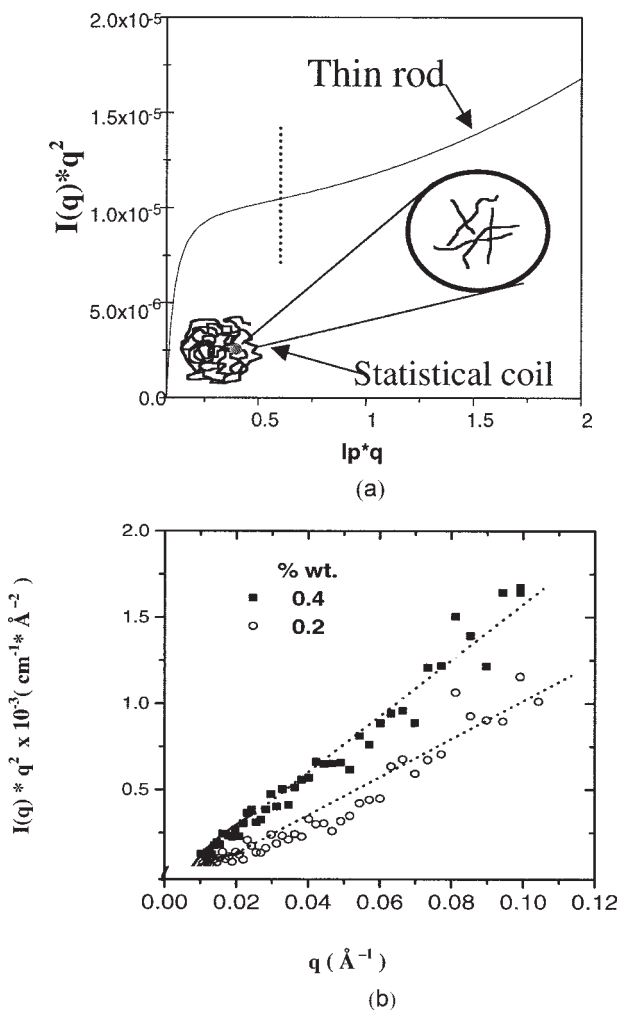 2.0x10-5
1.5x10-5
1.0x10-5
5.0x10-6
0.0
I(q)*q2
Thin rod
Statistical coil
0.5
1
1.5
2
lp*q
(a)
2.0
1.5
1.0
0.5
I(q) * q2 x 10-3( cm-1* Å-2)
% wt.
0.4
0.2
0.00
0.02
0.04
0.06
0.08
0.10
0.12
q ( Å-1)
(b)